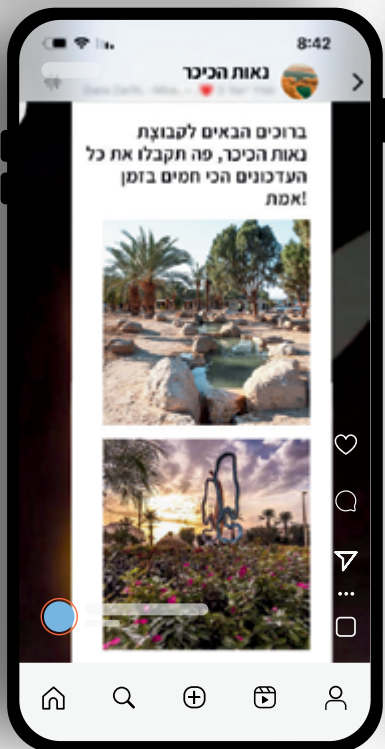 8:42
נאות הכיכר
ברוכים הבאים לקבוצת
נאות הכיכר, פה תקבלו את כל
העדכונים הכי חמים בזמן
אמת!